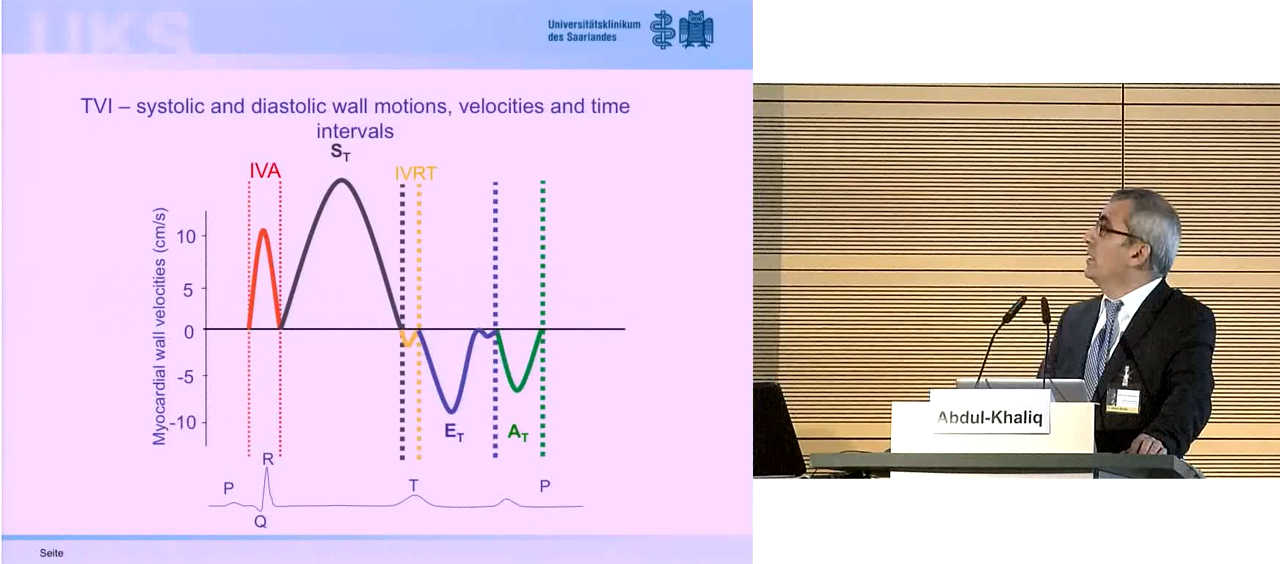 UKS
Universitätsklinikum
des Saarlandes
TVI – systolic and diastolic wall motions, velocities and time
intervals
S_T
IVA
IVRT
Myocardial wall velocities (cm/s)
10
5
0
-5
-10
E_T
A_T
R
P
T
P
Q
Seite
Abdul-Khaliq